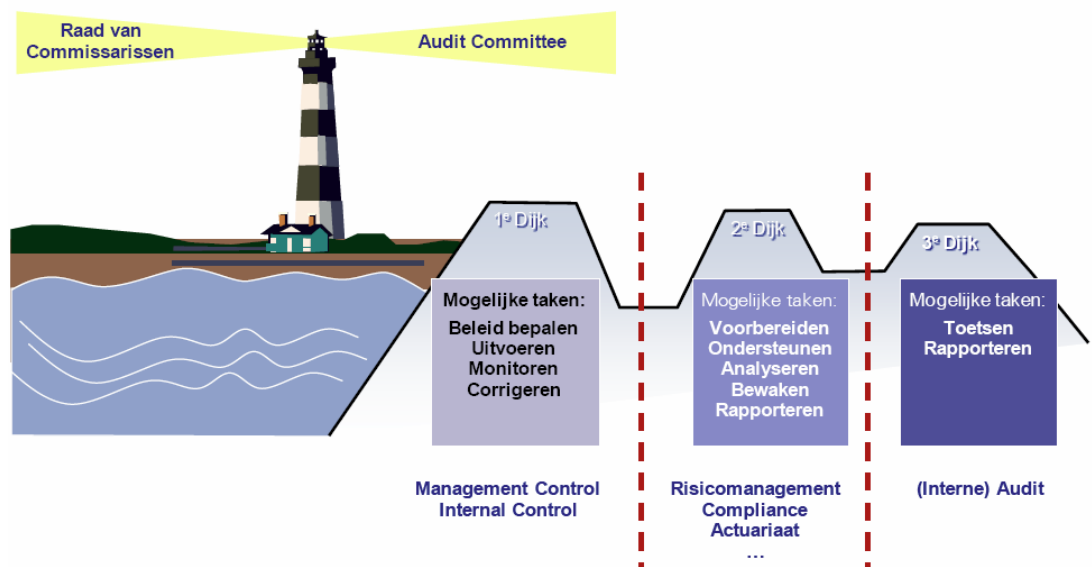 Raad van
Commissarissen
Audit Committee
1e Dijk
2e Dijk
3e Dijk
Mogelijke taken:
Beleid bepalen
Uitvoeren
Monitoren
Corrigeren
Mogelijke taken:
Voorbereiden
Ondersteunen
Analyseren
Bewaken
Rapporteren
Mogelijke taken:
Toetsen
Rapporteren
Management Control
Internal Control
Risicomanagement
Compliance
Actuariaat
...
(Interne) Audit